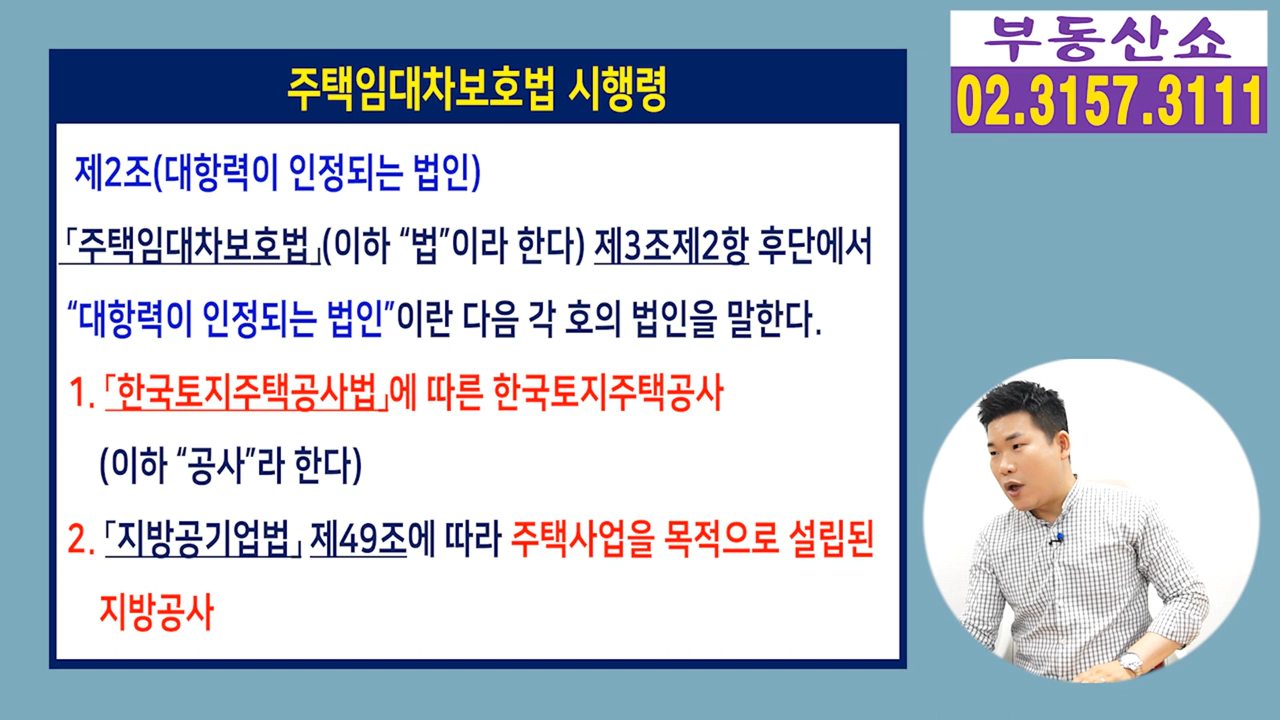 부동산쇼
02.3157.3111
주택임대차보호법 시행령
제2조(대항력이 인정되는 법인)
「주택임대차보호법」(이하 “법”이라 한다) 제3조제2항 후단에서
“대항력이 인정되는 법인”이란 다음 각 호의 법인을 말한다.
1. 「한국토지주택공사법」에 따른 한국토지주택공사
(이하 “공사”라 한다)
2. 「지방공기업법」 제49조에 따라 주택사업을 목적으로 설립된
지방공사